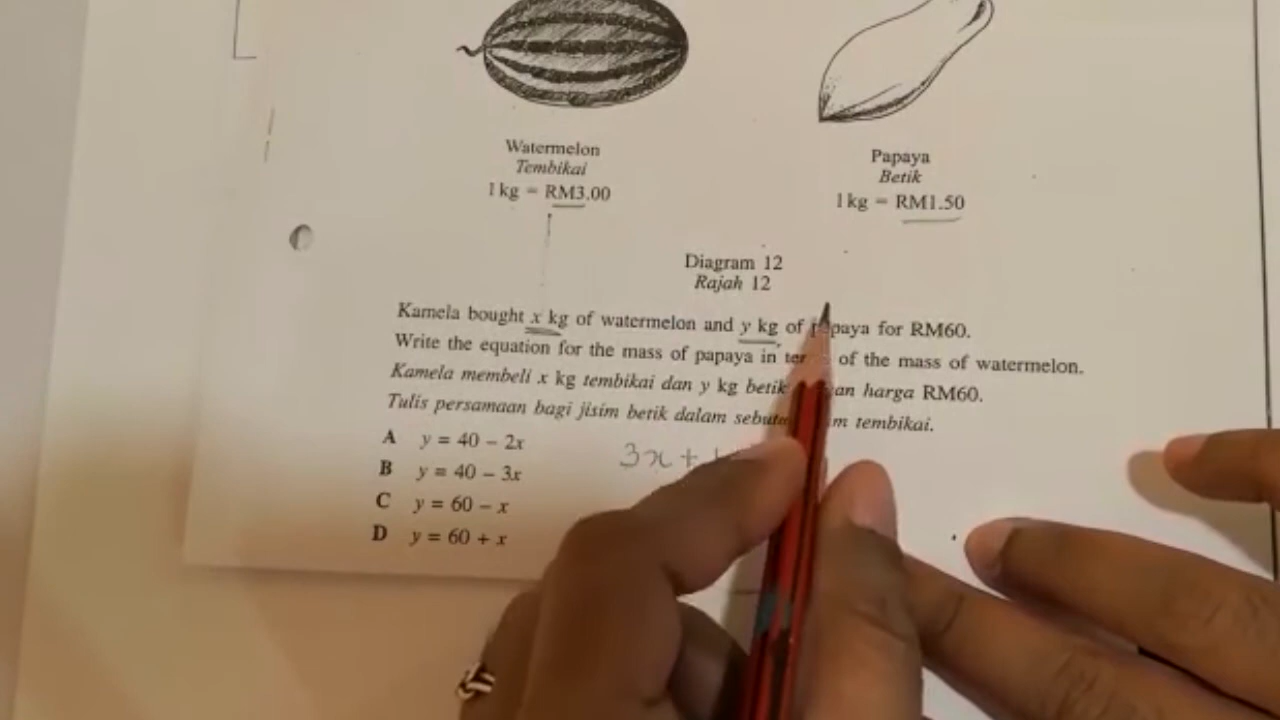 Watermelon
Tembikai
1 kg = RM3.00
Papaya
Betik
1 kg = RM1.50
Diagram 12
Rajah 12
Kamela bought x kg of watermelon and y kg of papaya for RM60.
Write the equation for the mass of papaya in of the mass of watermelon.
Kamela membeli x kg tembikai dan y kg betik harga RM60.
Tulis persamaan bagi jisim betik dalam tembikai.
A y = 40 – 2x
B y = 40 – 3x
C y = 60 – x
D y = 60 + x
3x +